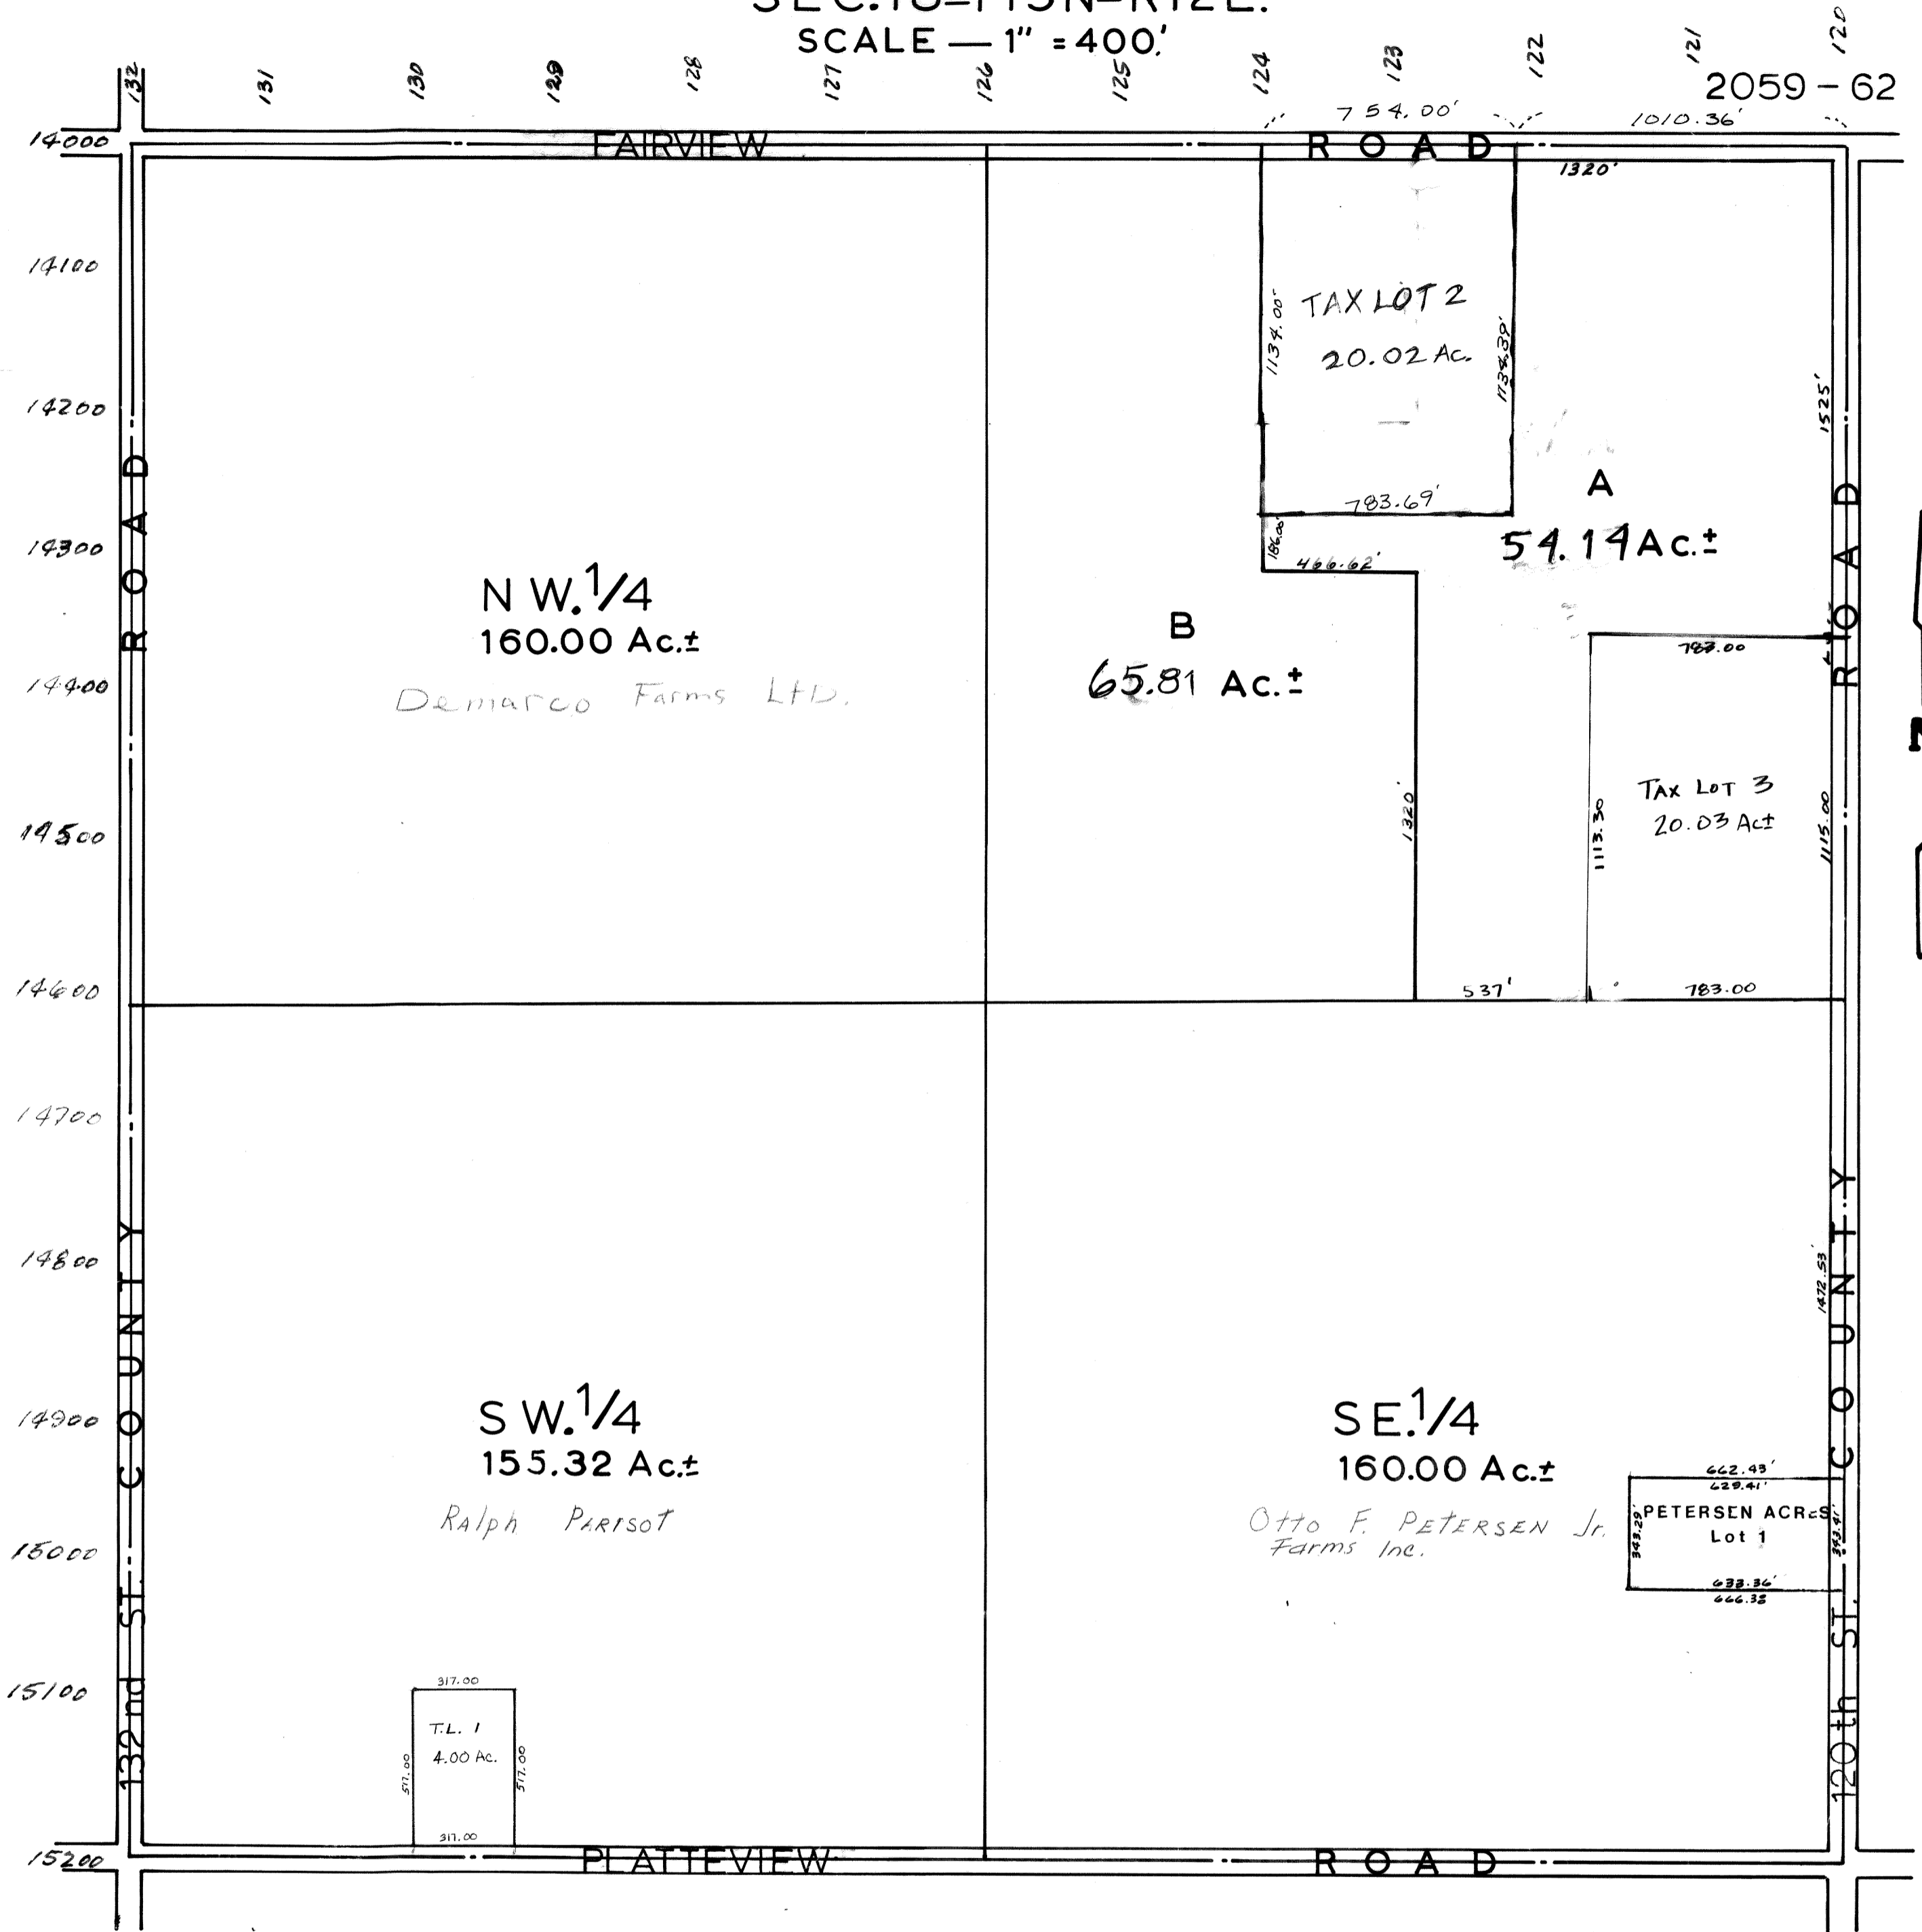 SCALE — 1" = 400.'
2059 - 62
132
131
130
129
128
127
126
125
124
123
122
121
120
754.00'
1010.36'
14000
FAIRVIEW ROAD
1320'
14100
14200
14300
14400
14500
14600
14700
14800
14900
15000
15100
15200
TAX LOT 2
20.02 Ac.
1134.00'
1134.39'
783.69'
186.00'
466.62'
1525'
A
54.14 Ac.±
NW.1/4
160.00 Ac.±
Demarco Farms LtD.
B
65.81 Ac.±
783.00
TAX LOT 3
20.03 Ac±
1320'
1113.30
1115.00
537'
783.00
1472.53'
SW.1/4
155.32 Ac.±
Ralph PARISOT
SE.1/4
160.00 Ac.±
Otto F. PETERSEN Jr.
Farms Inc.
662.43'
629.41'
PETERSEN ACRES
Lot 1
343.29'
343.41'
633.36'
666.38
317.00
T.L. 1
4.00 Ac.
517.00
517.00
317.00
132nd ST. COUNTY ROAD
120th ST. COUNTY ROAD
PLATTEVIEW ROAD